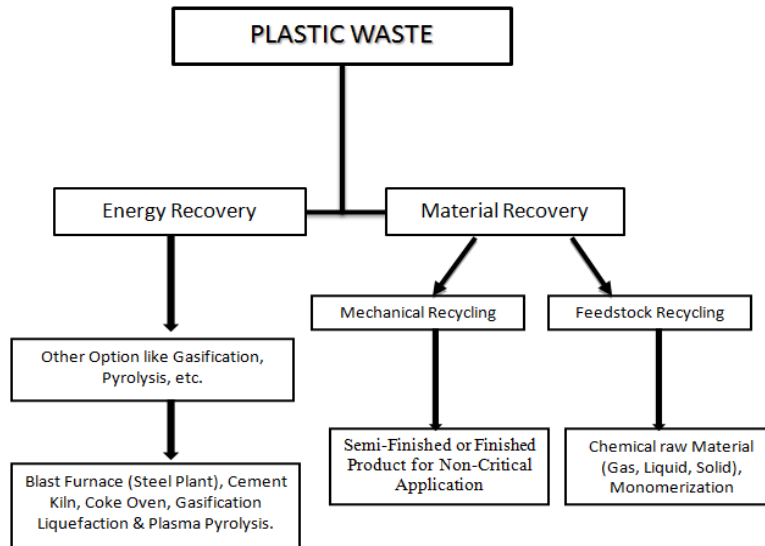 PLASTIC WASTE
Energy Recovery
Material Recovery
Mechanical Recycling
Feedstock Recycling
Other Option like Gasification,
Pyrolysis, etc.
Semi-Finished or Finished
Product for Non-Critical
Application
Chemical raw Material
(Gas, Liquid, Solid),
Monomerization
Blast Furnace (Steel Plant), Cement
Kiln, Coke Oven, Gasification
Liquefaction & Plasma Pyrolysis.